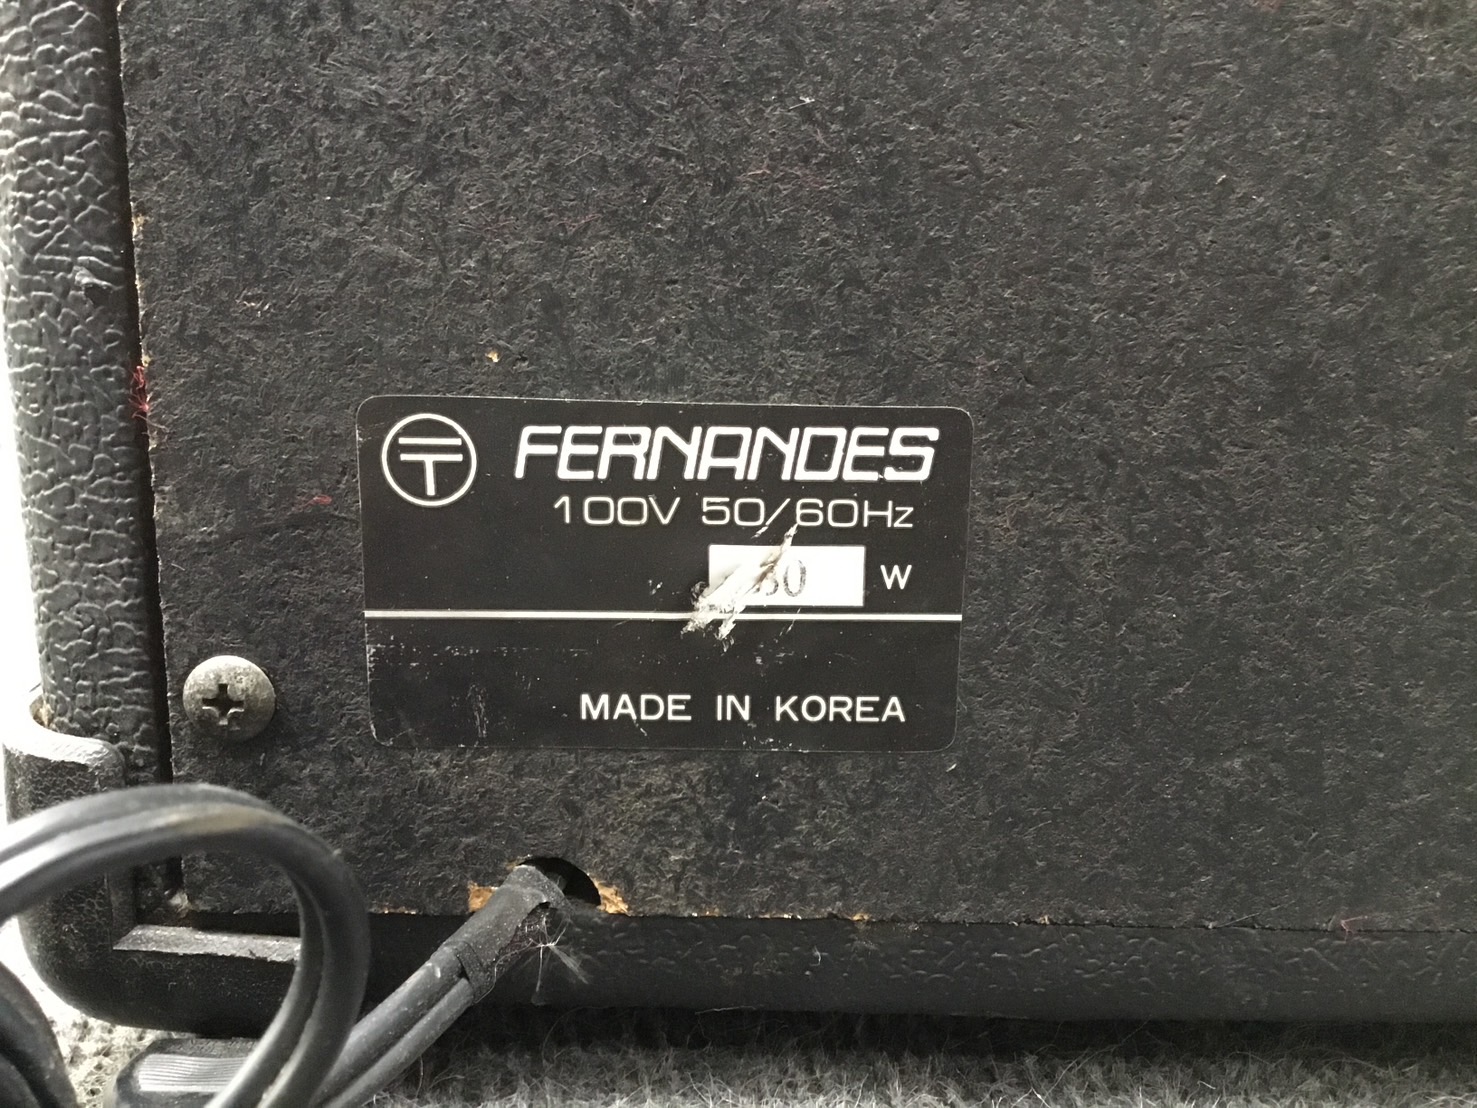 FERNANDES
100V 50/60Hz
W
MADE IN KOREA